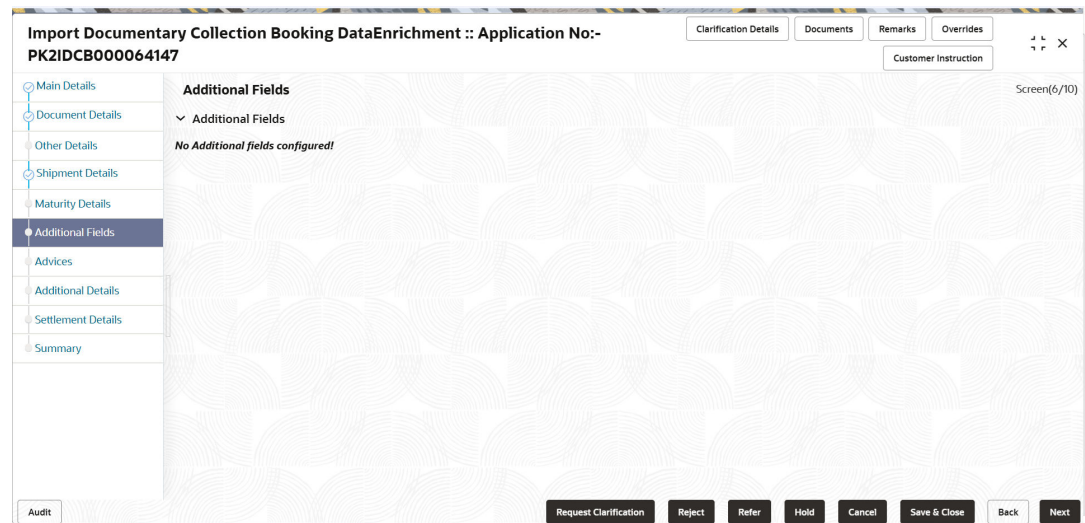 Import Documentary Collection Booking DataEnrichment :: Application No:-
PK2IDCB000064147
Clarification Details
Documents
Remarks
Overrides
Customer Instruction
Main Details
Document Details
Other Details
Shipment Details
Maturity Details
Additional Fields
Advices
Additional Details
Settlement Details
Summary
Additional Fields
Screen(6/10)
Additional Fields
No Additional fields configured!
Audit
Request Clarification
Reject
Refer
Hold
Cancel
Save & Close
Back
Next